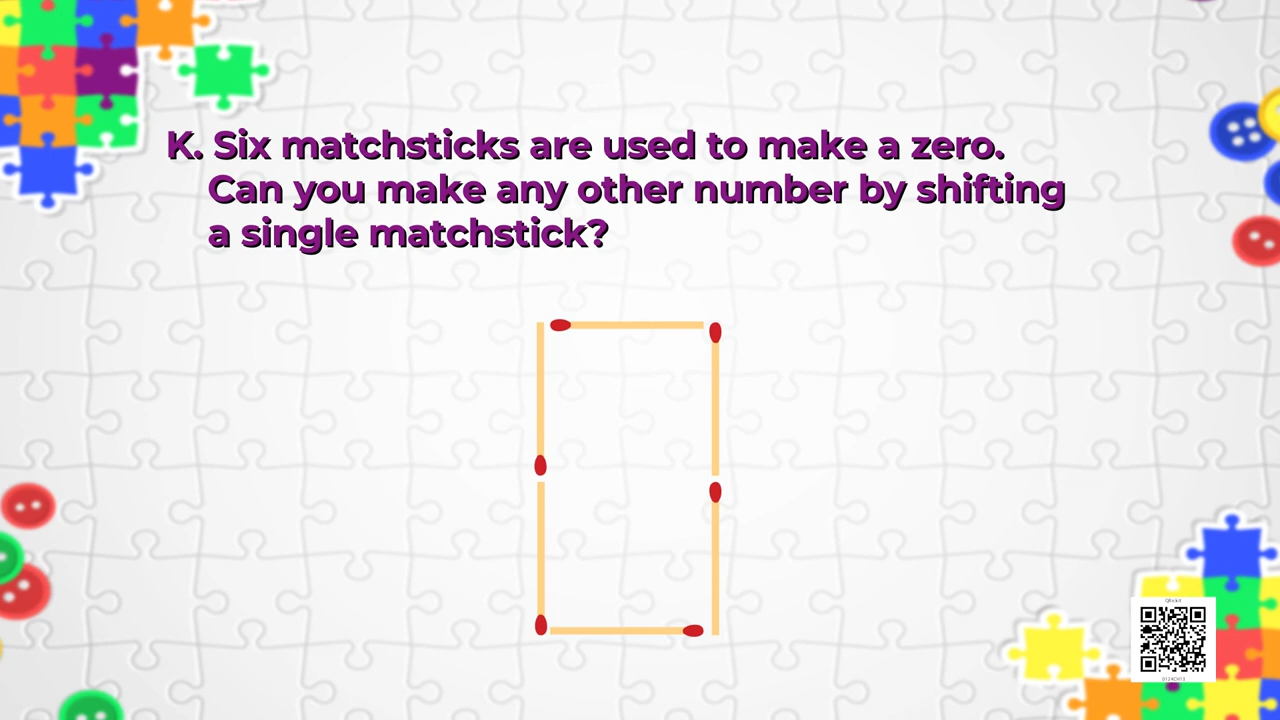 K. Six matchsticks are used to make a zero.
Can you make any other number by shifting
a single matchstick?